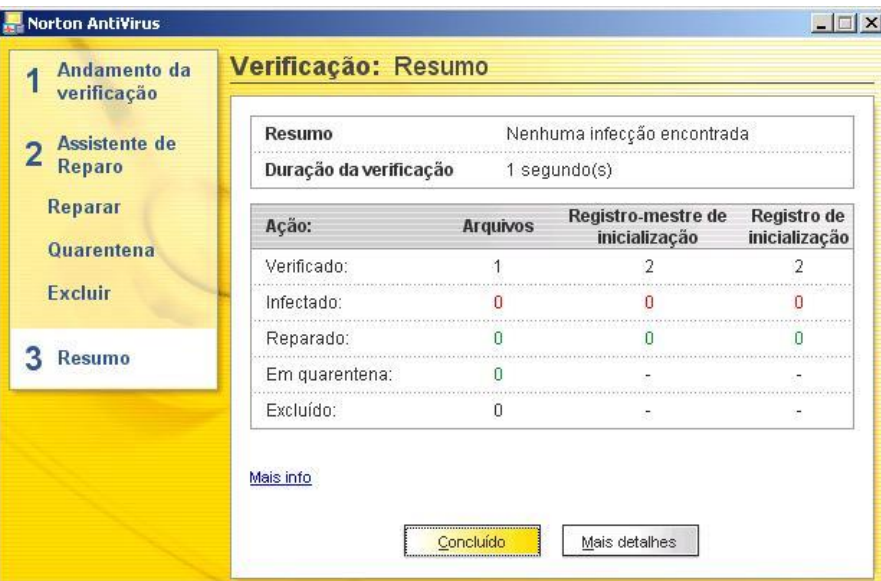 Norton AntiVirus
1 Andamento da
verificação
2 Assistente de
Reparo
Reparar
Quarentena
Excluir
3 Resumo
Verificação: Resumo
Resumo Nenhuma infecção encontrada
Duração da verificação 1 segundo(s)
Ação: Arquivos Registro-mestre de inicialização Registro de inicialização
Verificado: 1 2 2
Infectado: 0 0 0
Reparado: 0 0 0
Em quarentena: 0 - -
Excluído: 0 - -
Mais info
Concluído Mais detalhes